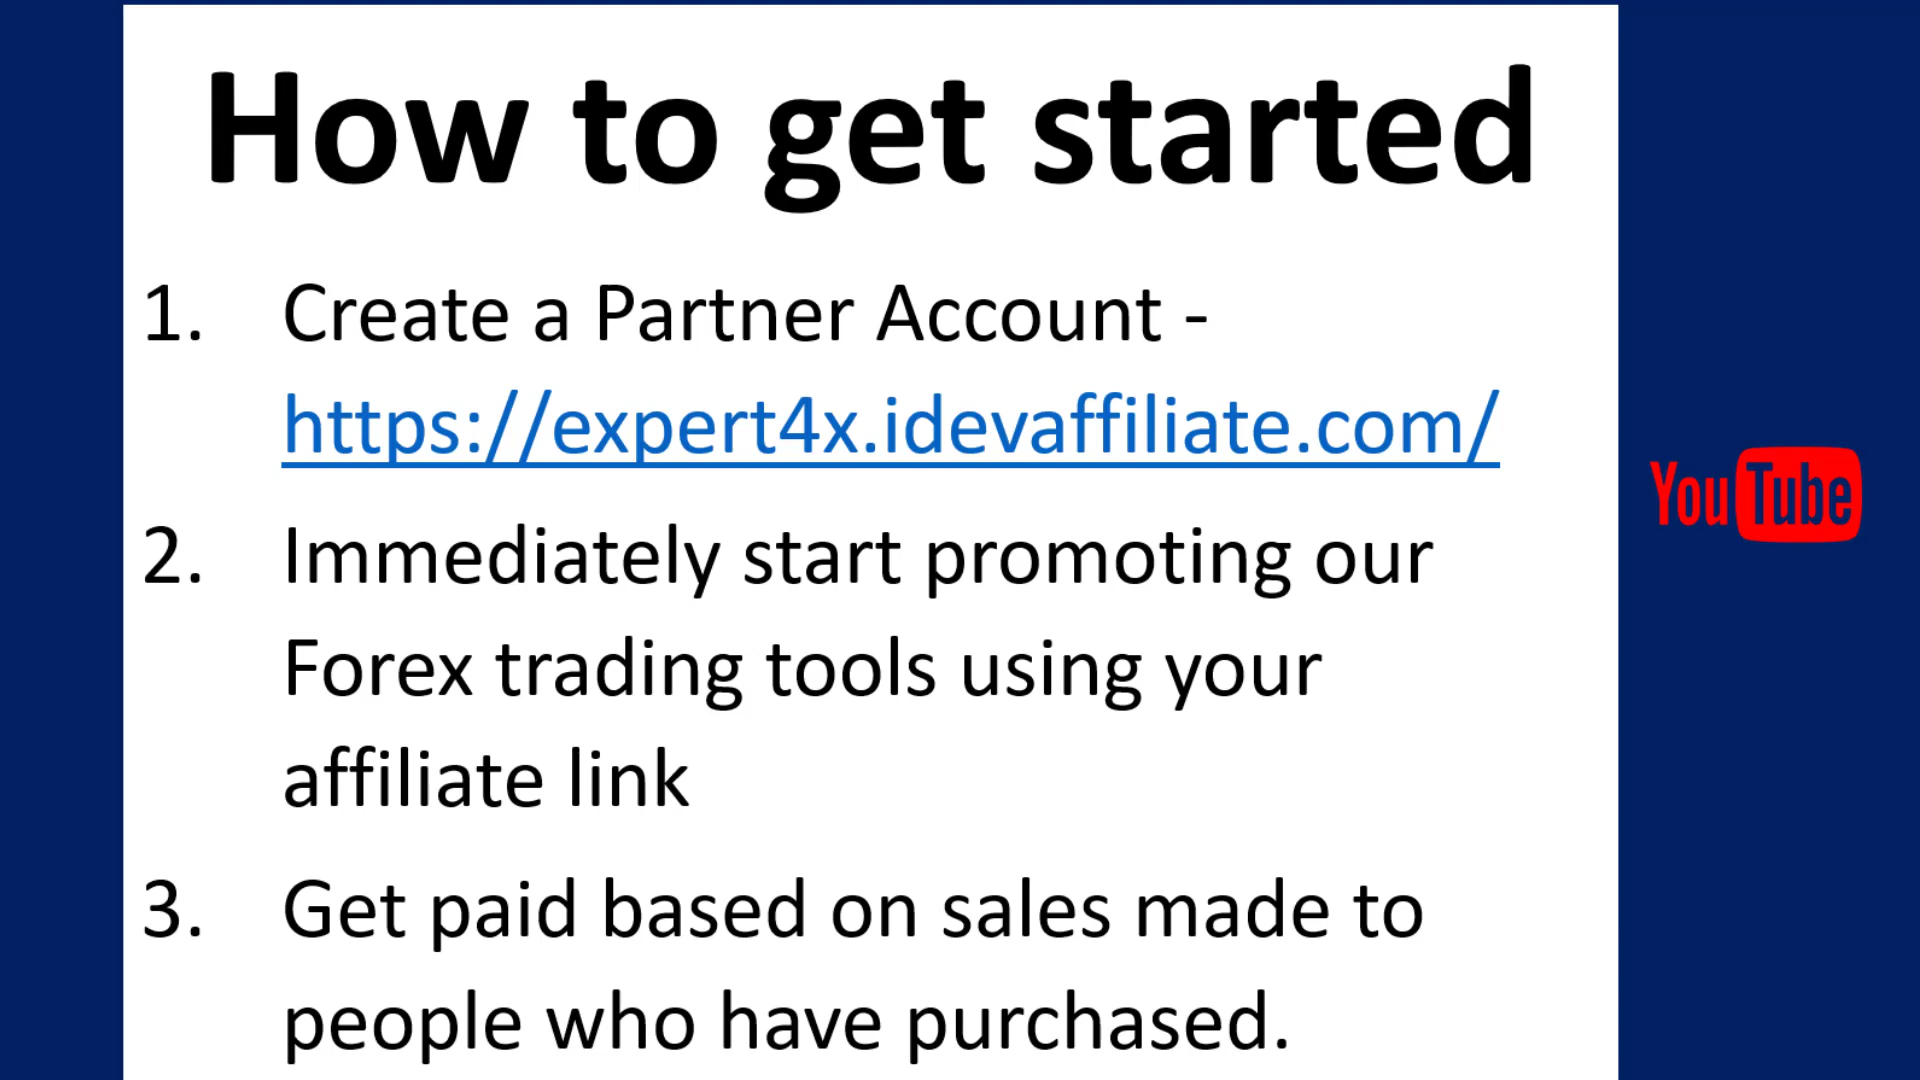 How to get started
1. Create a Partner Account -
https://expert4x.idevaffiliate.com/
2. Immediately start promoting our
Forex trading tools using your
affiliate link
3. Get paid based on sales made to
people who have purchased.
YouTube